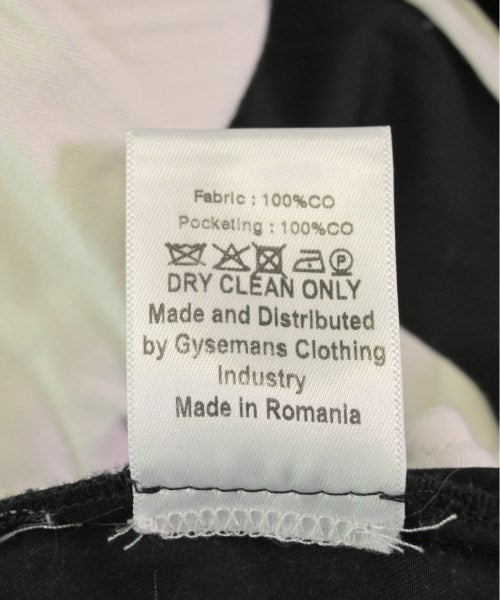 Fabric : 100%CO
Pocketing : 100%CO
P
DRY CLEAN ONLY
Made and Distributed
by Gysemans Clothing
Industry
Made in Romania